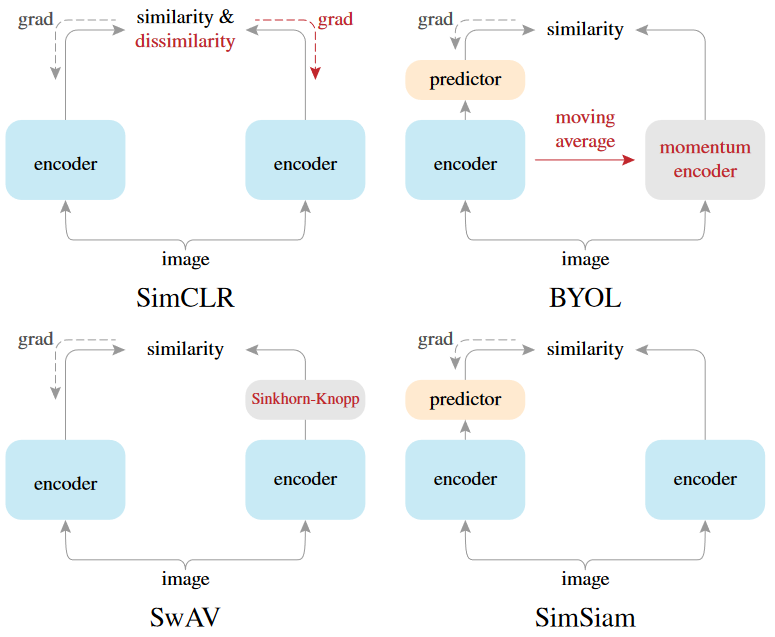 grad
similarity &
dissimilarity
grad
encoder
encoder
image
SimCLR
grad
similarity
predictor
encoder
moving
average
momentum
encoder
image
BYOL
grad
similarity
Sinkhorn-Knopp
encoder
encoder
image
SwAV
grad
similarity
predictor
encoder
encoder
image
SimSiam